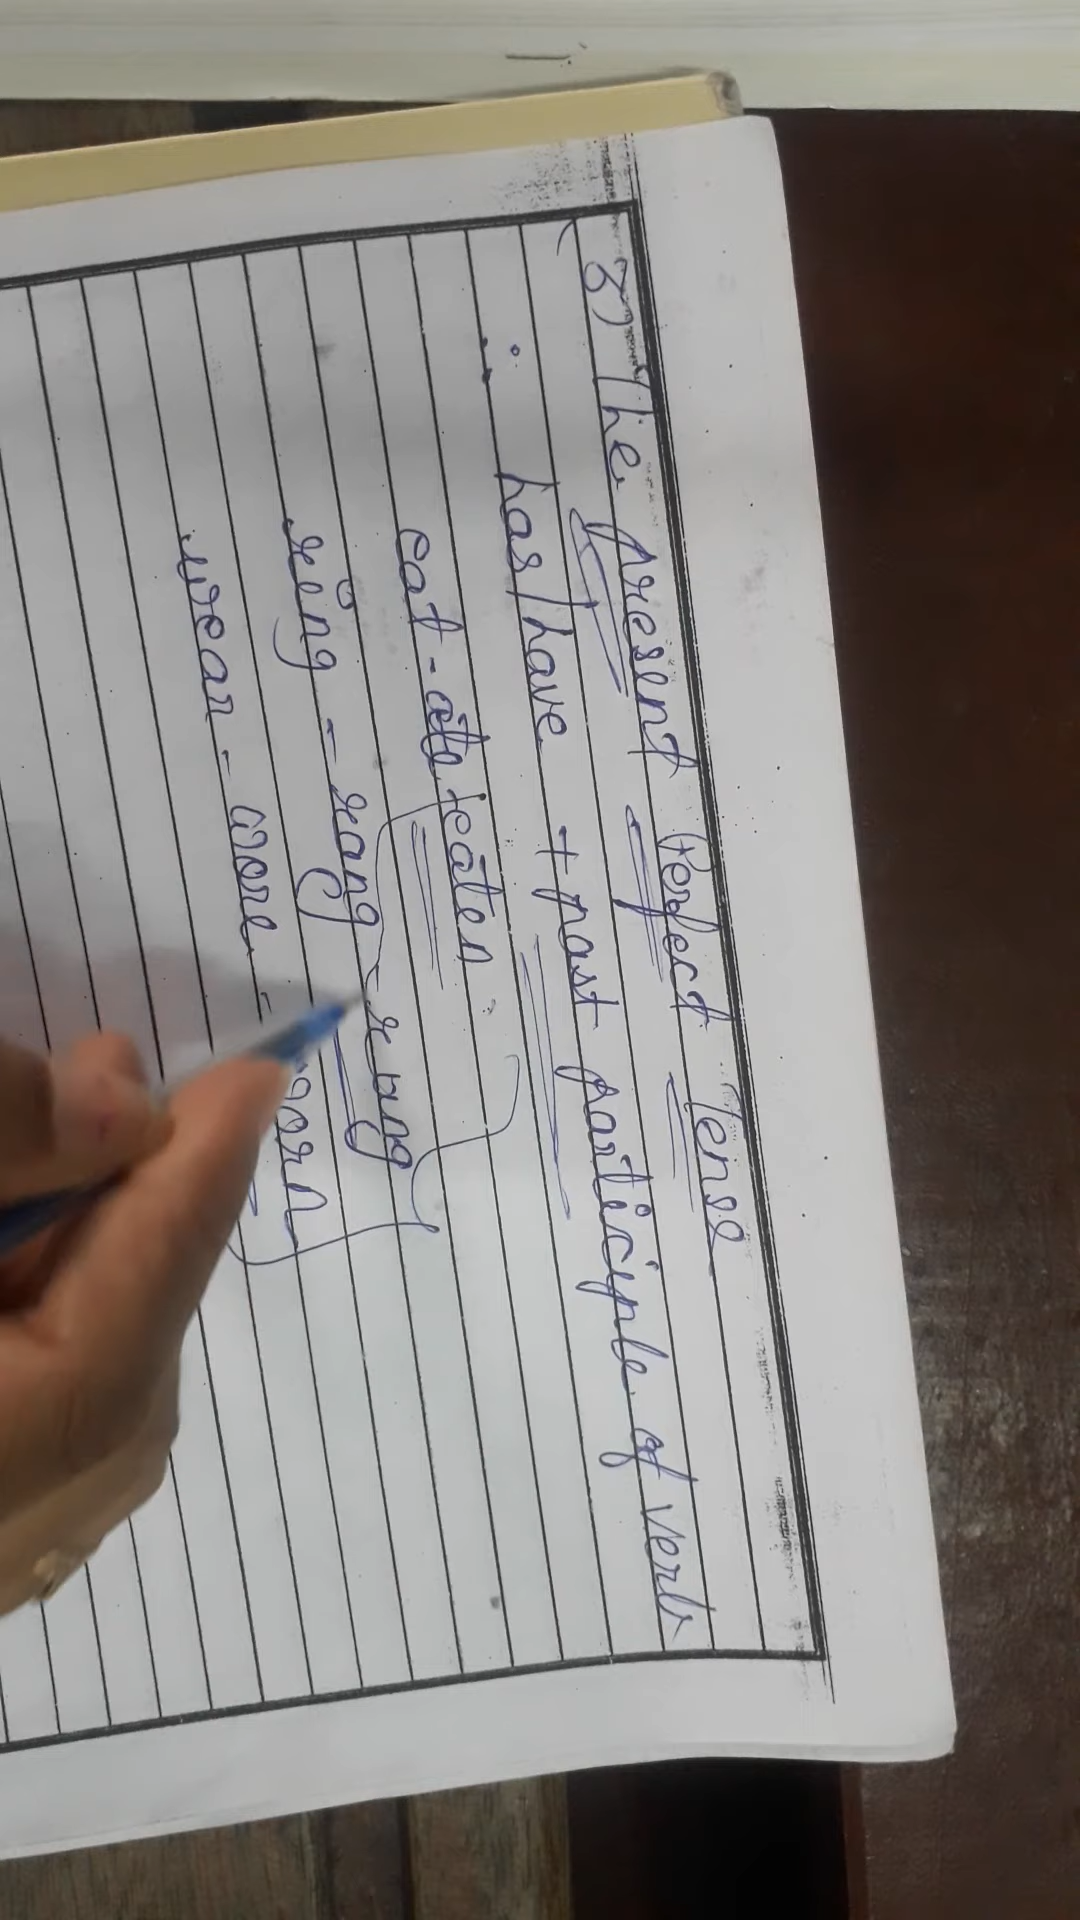 3) The present Perfect Tense
∴ has/have + past participle of verb
eat - ate - eaten
ring - rang - rung
wear - wore - worn